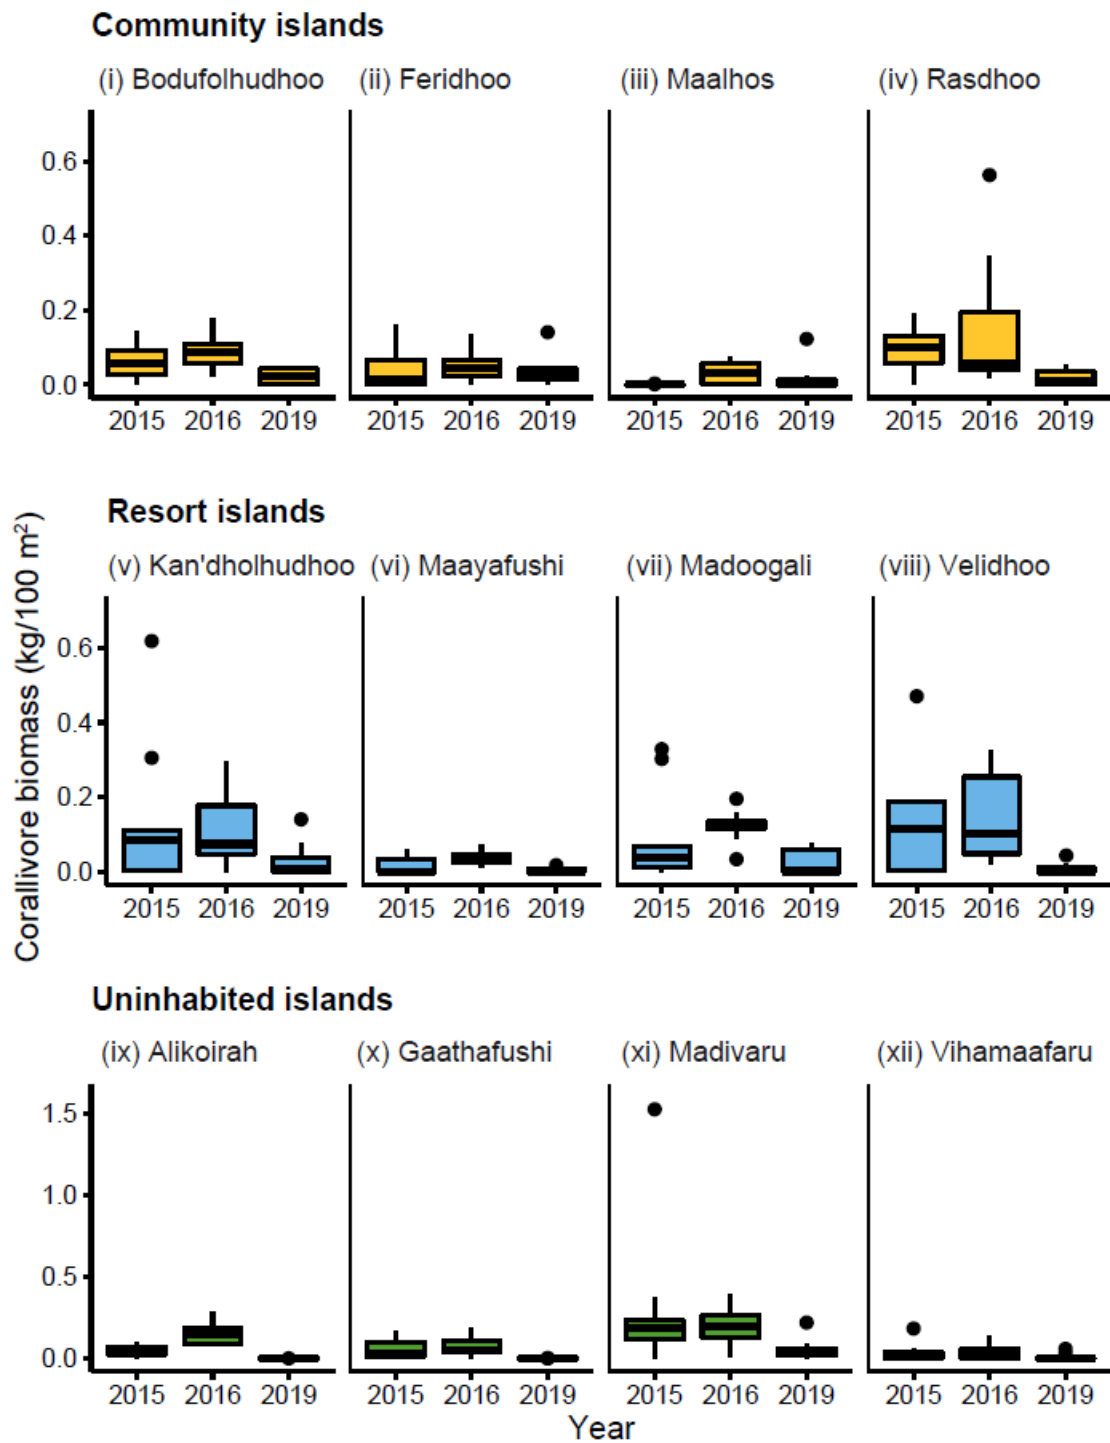 Community islands
(i) Bodufolhudhoo (ii) Feridhoo (iii) Maalhos (iv) Rasdhoo
0.6
0.4
0.2
0.0
2015 2016 2019 2015 2016 2019 2015 2016 2019 2015 2016 2019
Corallivore biomass (kg/100 m²)
Resort islands
(v) Kan'dholhudhoo (vi) Maayafushi (vii) Madoogali (viii) Velidhoo
0.6
0.4
0.2
0.0
2015 2016 2019 2015 2016 2019 2015 2016 2019 2015 2016 2019
Uninhabited islands
(ix) Alikoirah (x) Gaathafushi (xi) Madivaru (xii) Vihamaafaru
1.5
1.0
0.5
0.0
2015 2016 2019 2015 2016 2019 2015 2016 2019 2015 2016 2019
Year